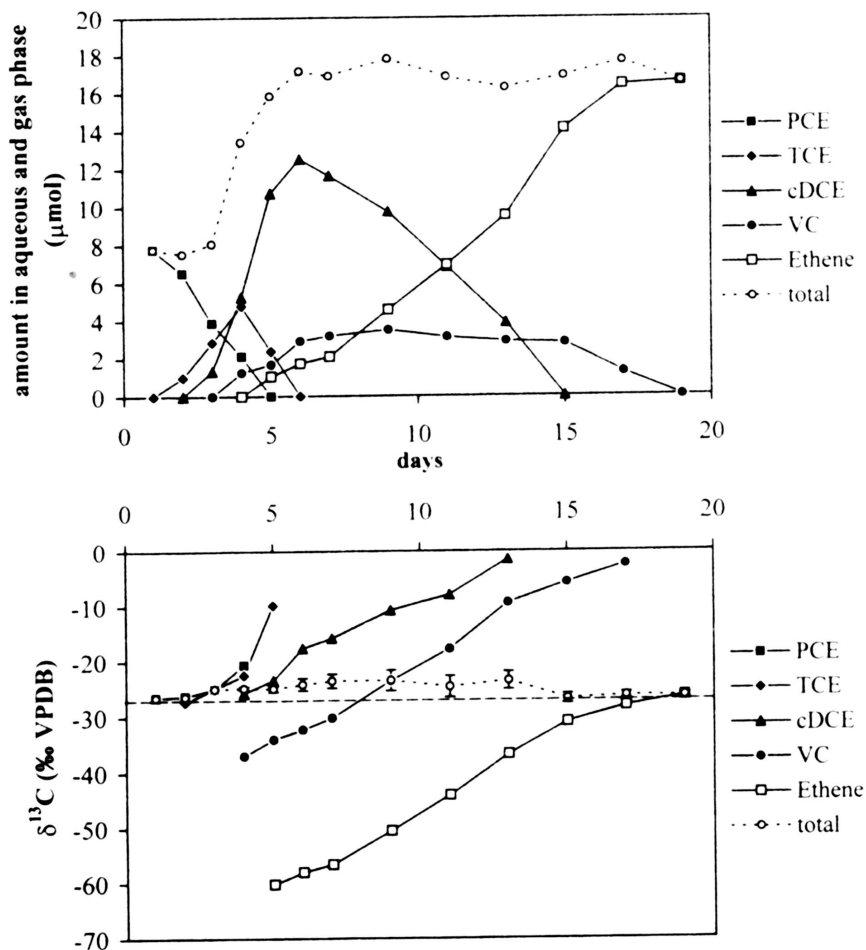 20
18
16
14
12
10
8
6
4
2
0
amount in aqueous and gas phase
(μmol)
0 5 10 15 20
days
PCE
TCE
cDCE
VC
Ethene
total
0 5 10 15 20
0
-10
-20
-30
-40
-50
-60
-70
δ¹³C (‰ VPDB)
PCE
TCE
cDCE
VC
Ethene
total